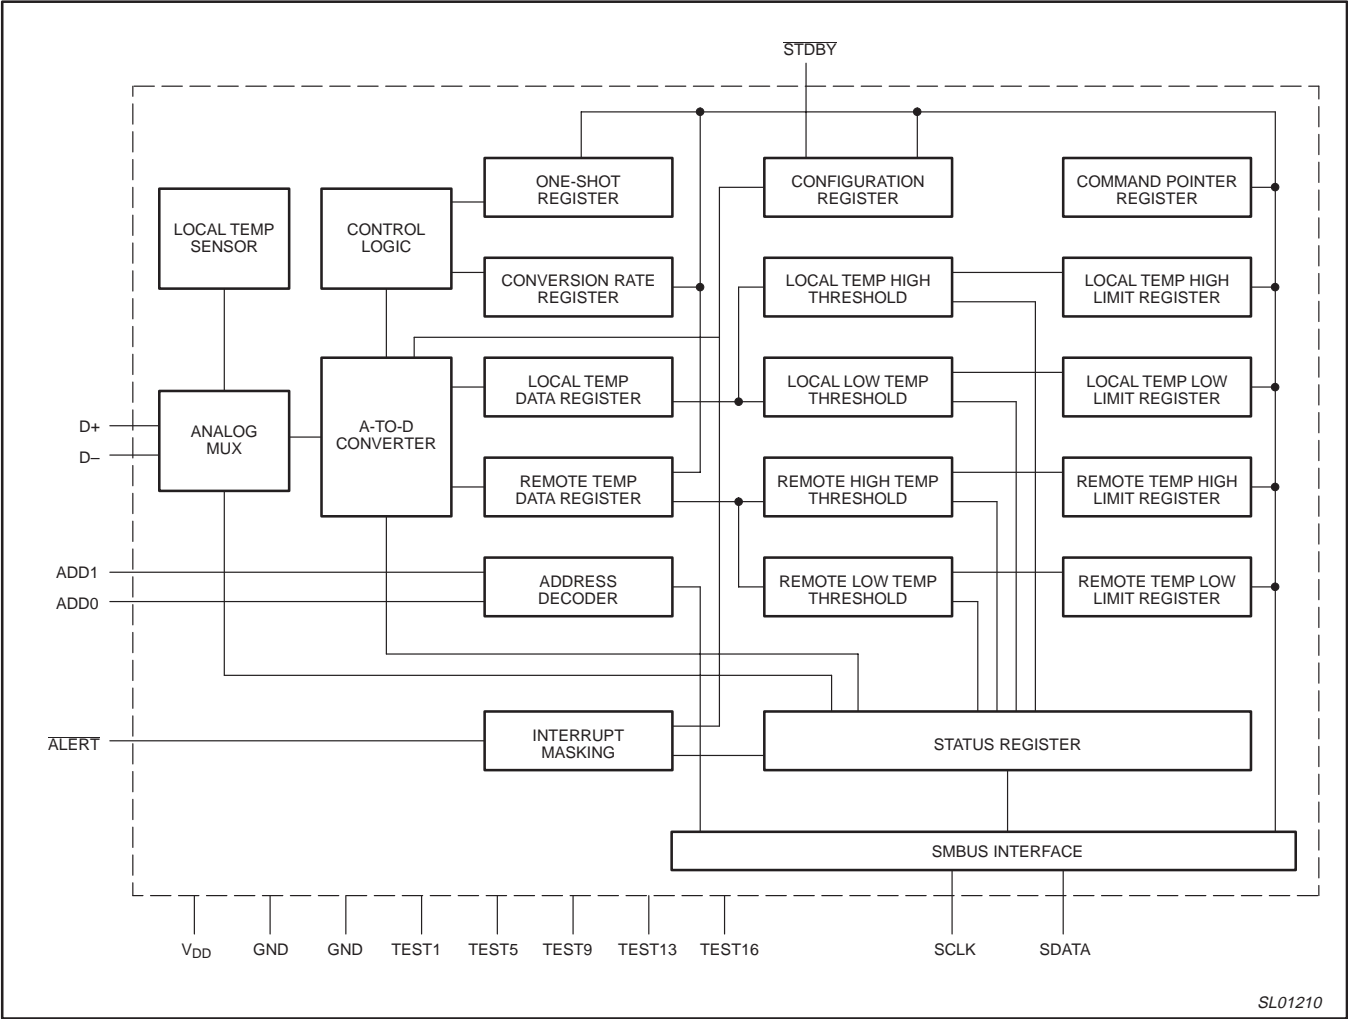 STDBY
ONE-SHOT
REGISTER
CONFIGURATION
REGISTER
COMMAND POINTER
REGISTER
LOCAL TEMP
SENSOR
CONTROL
LOGIC
CONVERSION RATE
REGISTER
LOCAL TEMP HIGH
THRESHOLD
LOCAL TEMP HIGH
LIMIT REGISTER
LOCAL TEMP
DATA REGISTER
LOCAL LOW TEMP
THRESHOLD
LOCAL TEMP LOW
LIMIT REGISTER
D+
D–
ANALOG
MUX
A-TO-D
CONVERTER
REMOTE TEMP
DATA REGISTER
REMOTE HIGH TEMP
THRESHOLD
REMOTE TEMP HIGH
LIMIT REGISTER
ADD1
ADD0
ADDRESS
DECODER
REMOTE LOW TEMP
THRESHOLD
REMOTE TEMP LOW
LIMIT REGISTER
ALERT
INTERRUPT
MASKING
STATUS REGISTER
SMBUS INTERFACE
VDD
GND
GND
TEST1
TEST5
TEST9
TEST13
TEST16
SCLK
SDATA
SL01210